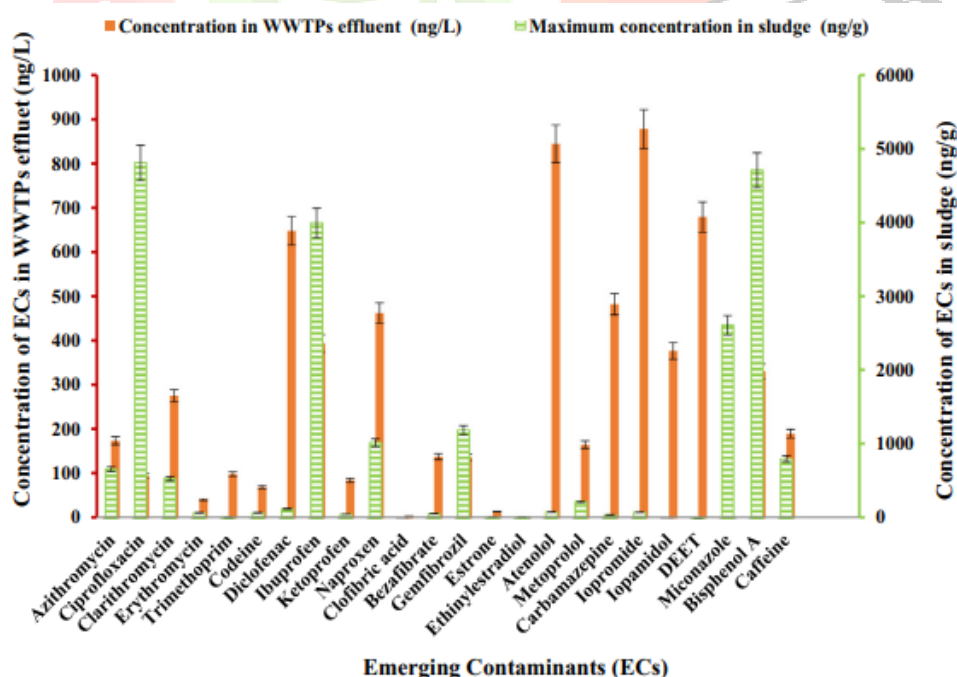 Concentration in WWTPs effluent (ng/L)
Maximum concentration in sludge (ng/g)
Concentration of ECs in WWTPs effluet (ng/L)
1000
900
800
700
600
500
400
300
200
100
0
6000
5000
4000
3000
2000
1000
0
Concentration of ECs in sludge (ng/g)
Azithromycin
Ciprofloxacin
Clarithromycin
Erythromycin
Trimethoprim
Codeine
Diclofenac
Ibuprofen
Ketoprofen
Naproxen
Clofibric acid
Bezafibrate
Gemfibrozil
Estrone
Ethinylestradiol
Atenolol
Metoprolol
Carbamazepine
Iopromide
Iopamidol
DEET
Miconazole
Bisphenol A
Caffeine
Emerging Contaminants (ECs)